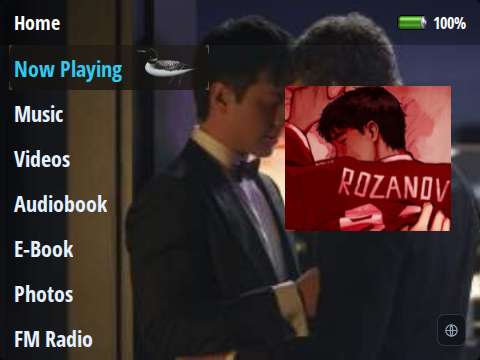 Home
100%
Now Playing
Music
Videos
Audiobook
E-Book
Photos
FM Radio
ROZANOV